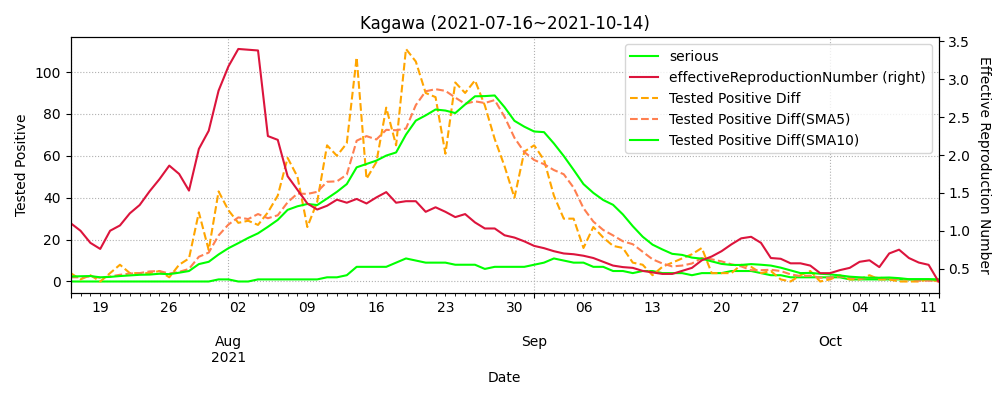 Kagawa (2021-07-16~2021-10-14)
serious
effectiveReproductionNumber (right)
Tested Positive Diff
Tested Positive Diff(SMA5)
Tested Positive Diff(SMA10)
Tested Positive
100
80
60
40
20
0
3.5
3.0
2.5
2.0
1.5
1.0
0.5
Effective Reproduction Number
19 26 02 09 16 23 30 06 13 20 27 04 11
Aug Sep Oct
2021
Date